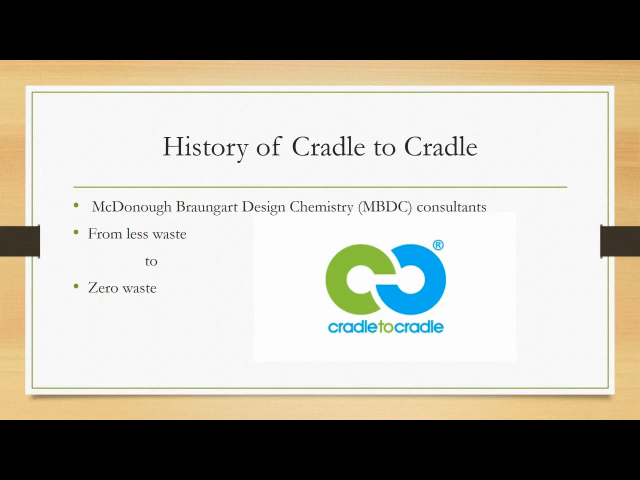 History of Cradle to Cradle
• McDonough Braungart Design Chemistry (MBDC) consultants
• From less waste
to
• Zero waste
®
cradletocradle